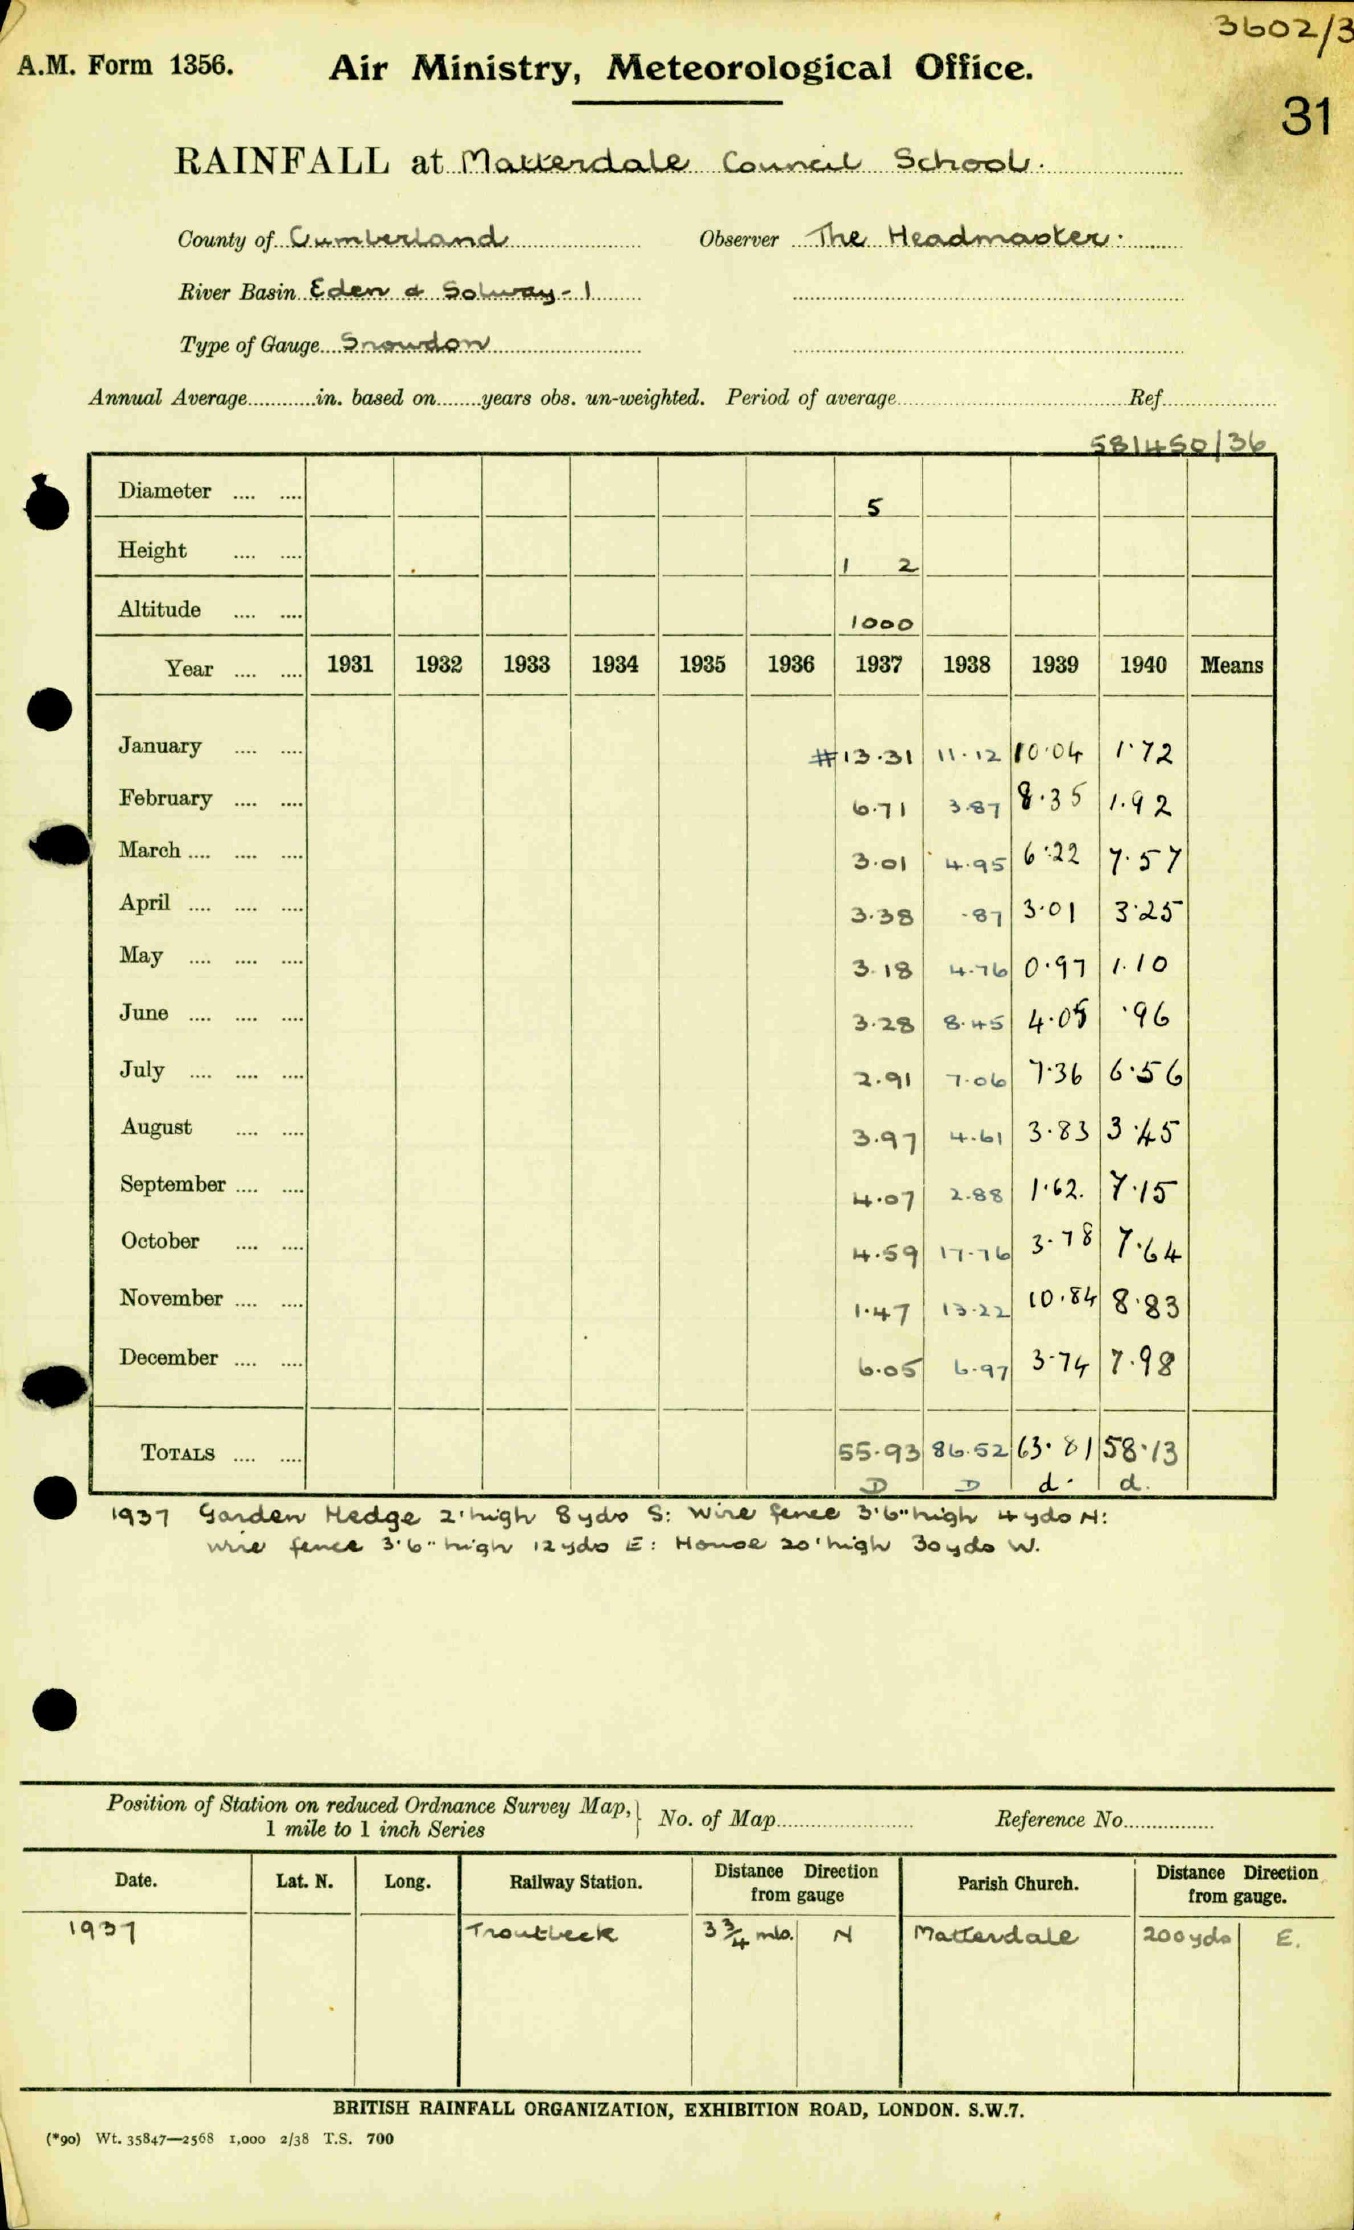 3602/3
A.M. Form 1356. Air Ministry, Meteorological Office.
31
RAINFALL at Matterdale Council School.
County of Cumberland Observer The Headmaster.
River Basin Eden & Solway - 1
Type of Gauge Snowdon
Annual Average............in. based on.......years obs. un-weighted. Period of average.......... Ref..........
581450/36
Diameter .... .... 5
Height .... .... 1 2
Altitude .... .... 1000
Year .... .... 1931 1932 1933 1934 1935 1936 1937 1938 1939 1940 Means
January .... .... #13.31 11.12 10.04 1.72
February .... .... 6.71 3.87 8.35 1.92
March .... .... .... 3.01 4.95 6.22 7.57
April .... .... .... 3.38 .87 3.01 3.25
May .... .... .... 3.18 4.76 0.97 1.10
June .... .... .... 3.28 8.45 4.05 .96
July .... .... .... 2.91 7.06 7.36 6.56
August .... .... 3.97 4.61 3.83 3.45
September .... .... 4.07 2.88 1.62. 7.15
October .... .... 4.59 17.76 3.78 7.64
November .... .... 1.47 13.22 10.84 8.83
December .... .... 6.05 6.97 3.74 7.98
TOTALS .... .... 55.93 86.52 63.81 58.13
D D d. d.
1937 Garden Hedge 2' high 8 yds S: Wire fence 3'6" high 4 yds N:
wire fence 3'6" high 12 yds E: House 20' high 30 yds W.
Position of Station on reduced Ordnance Survey Map, 1 mile to 1 inch Series } No. of Map.......... Reference No..........
Date. Lat. N. Long. Railway Station. Distance Direction from gauge Parish Church. Distance Direction from gauge.
1937 Troutbeck 3 3/4 mls. N Matterdale 200 yds E.
BRITISH RAINFALL ORGANIZATION, EXHIBITION ROAD, LONDON. S.W.7.
(*90) Wt. 35847—2568 1,000 2/38 T.S. 700